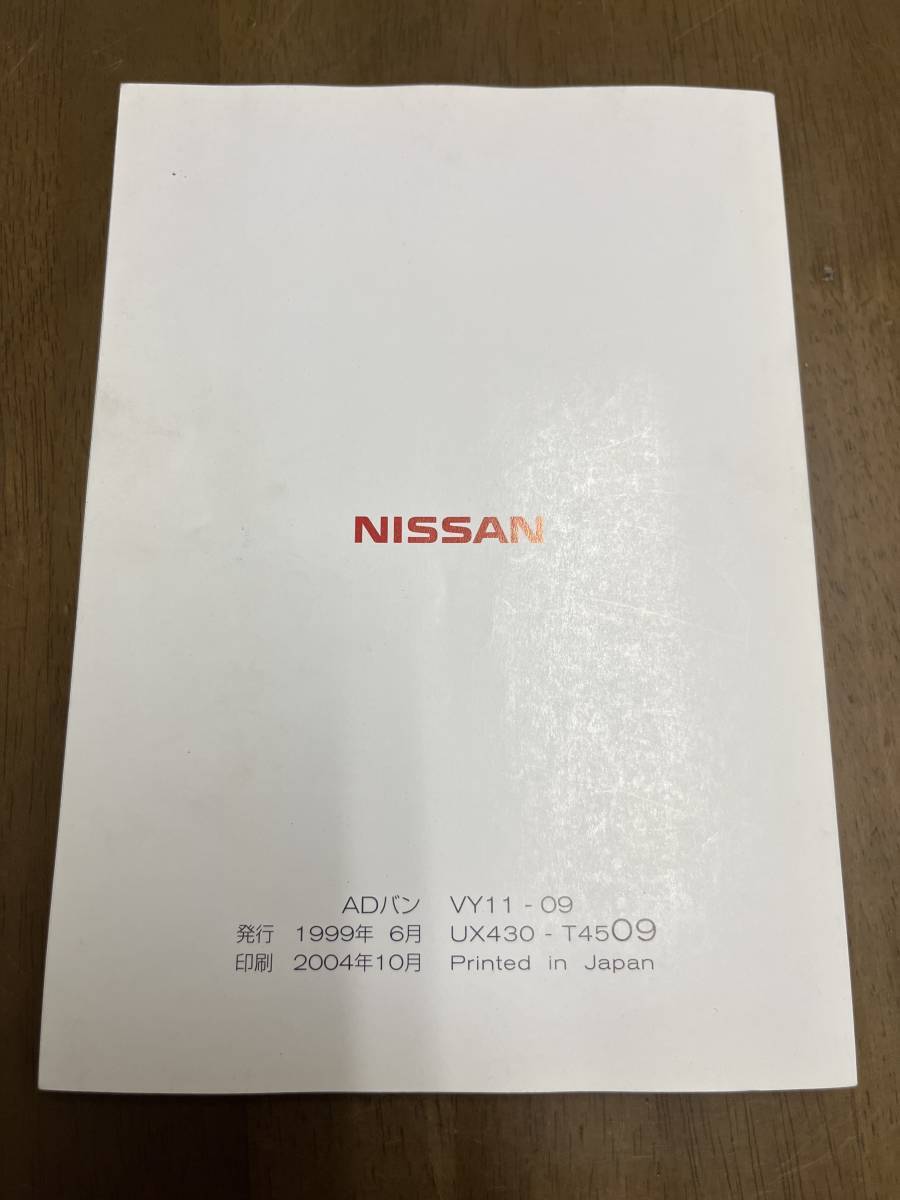 NISSAN
ADバン VY11 - 09
発行 1999年 6月 UX430 - T4509
印刷 2004年10月 Printed in Japan